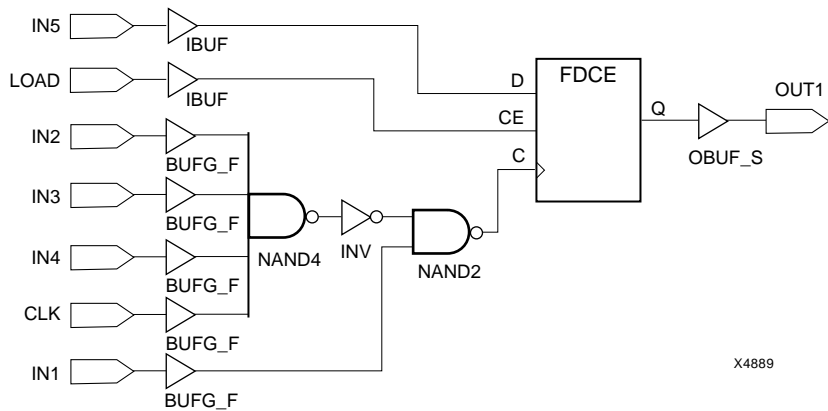 IN5
IBUF
LOAD
IBUF
D
FDCE
CE
Q
OUT1
OBUF_S
C
IN2
BUFG_F
IN3
BUFG_F
NAND4
INV
NAND2
IN4
BUFG_F
CLK
BUFG_F
IN1
BUFG_F
X4889